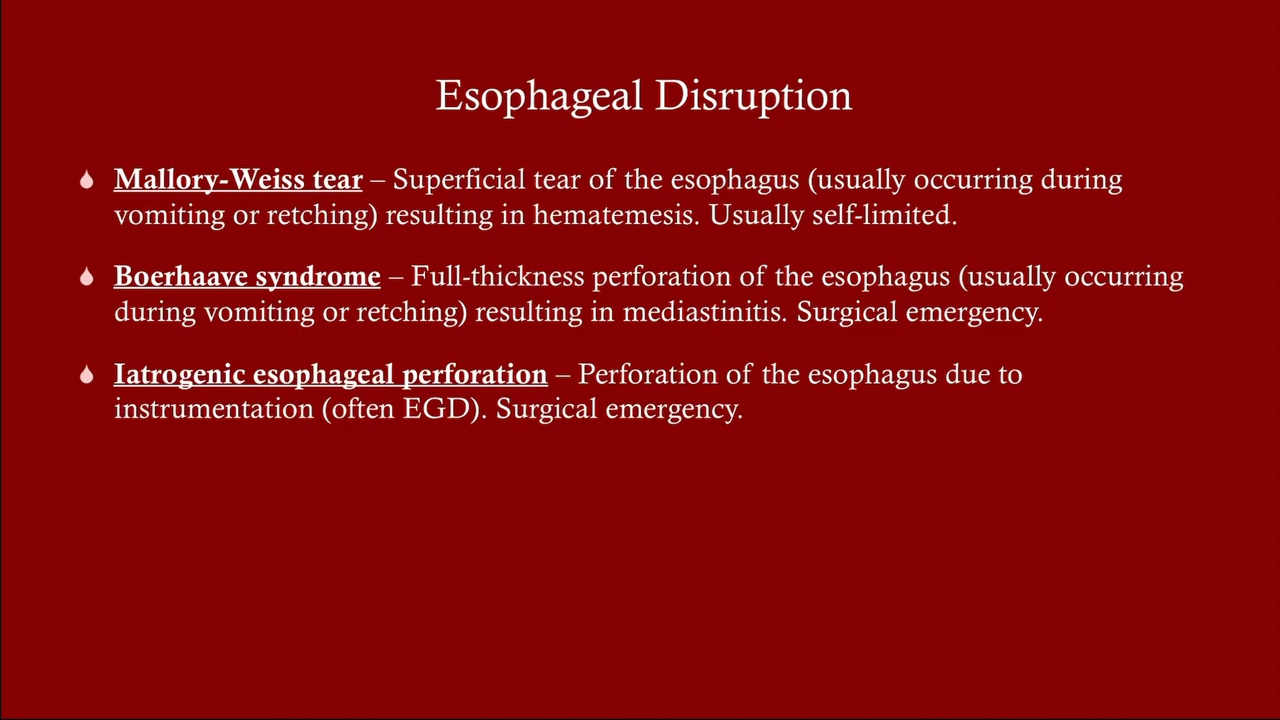 Esophageal Disruption
Mallory-Weiss tear – Superficial tear of the esophagus (usually occurring during
vomiting or retching) resulting in hematemesis. Usually self-limited.
Boerhaave syndrome – Full-thickness perforation of the esophagus (usually occurring
during vomiting or retching) resulting in mediastinitis. Surgical emergency.
Iatrogenic esophageal perforation – Perforation of the esophagus due to
instrumentation (often EGD). Surgical emergency.